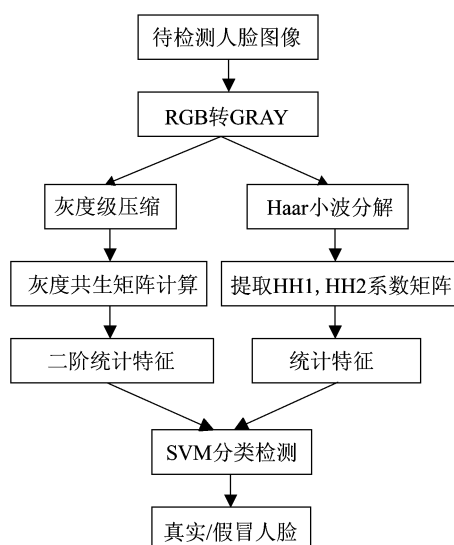 待检测人脸图像
RGB转GRAY
灰度级压缩
Haar小波分解
灰度共生矩阵计算
提取HH1, HH2系数矩阵
二阶统计特征
统计特征
SVM分类检测
真实/假冒人脸